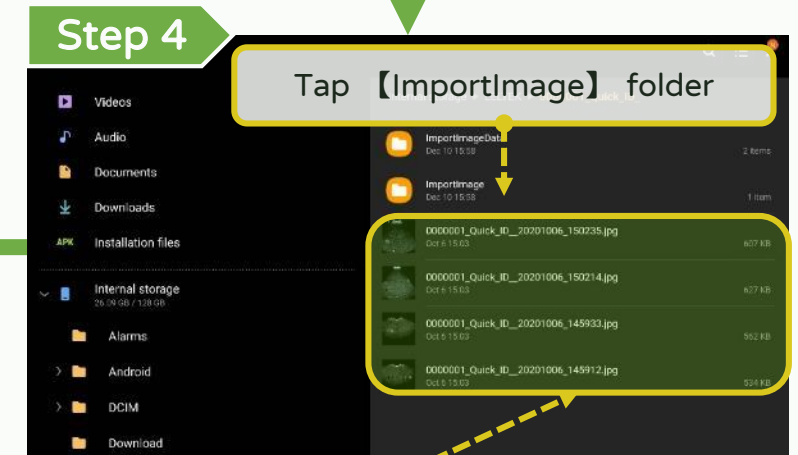 Step 4
Tap 【ImportImage】 folder
Videos
Audio
Documents
Downloads
APK Installation files
Internal storage
26.09 GB / 128 GB
Alarms
Android
DCIM
Download
ImportImageData
Dec 10 15:58
2 items
ImportImage
Dec 10 15:58
1 item
0000001_Quick_ID__20201006_150235.jpg
Oct 6 15:03
607 KB
0000001_Quick_ID__20201006_150214.jpg
Oct 6 15:03
627 KB
0000001_Quick_ID__20201006_145933.jpg
Oct 6 15:03
562 KB
0000001_Quick_ID__20201006_145912.jpg
Oct 6 15:03
534 KB